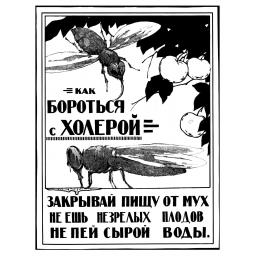 КАК
БОРОТЬСЯ
с ХОЛЕРОЙ
ЗАКРЫВАЙ ПИЩУ ОТ МУХ
НЕ ЕШЬ НЕЗРЕЛЫХ ПЛОДОВ
НЕ ПЕЙ СЫРОЙ ВОДЫ.